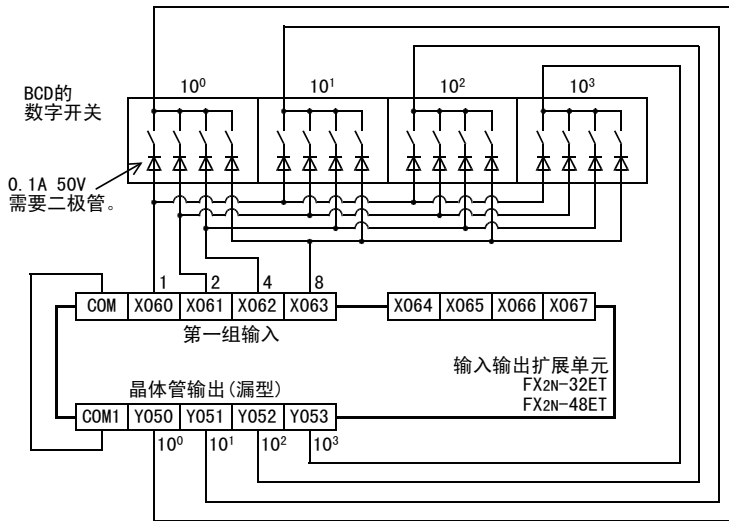 10⁰ 10¹ 10² 10³
BCD的
数字开关
0.1A 50V
需要二极管。
1 2 4 8
COM X060 X061 X062 X063 X064 X065 X066 X067
第一组输入
输入输出扩展单元
FX2N-32ET
FX2N-48ET
晶体管输出(漏型)
COM1 Y050 Y051 Y052 Y053
10⁰ 10¹ 10² 10³